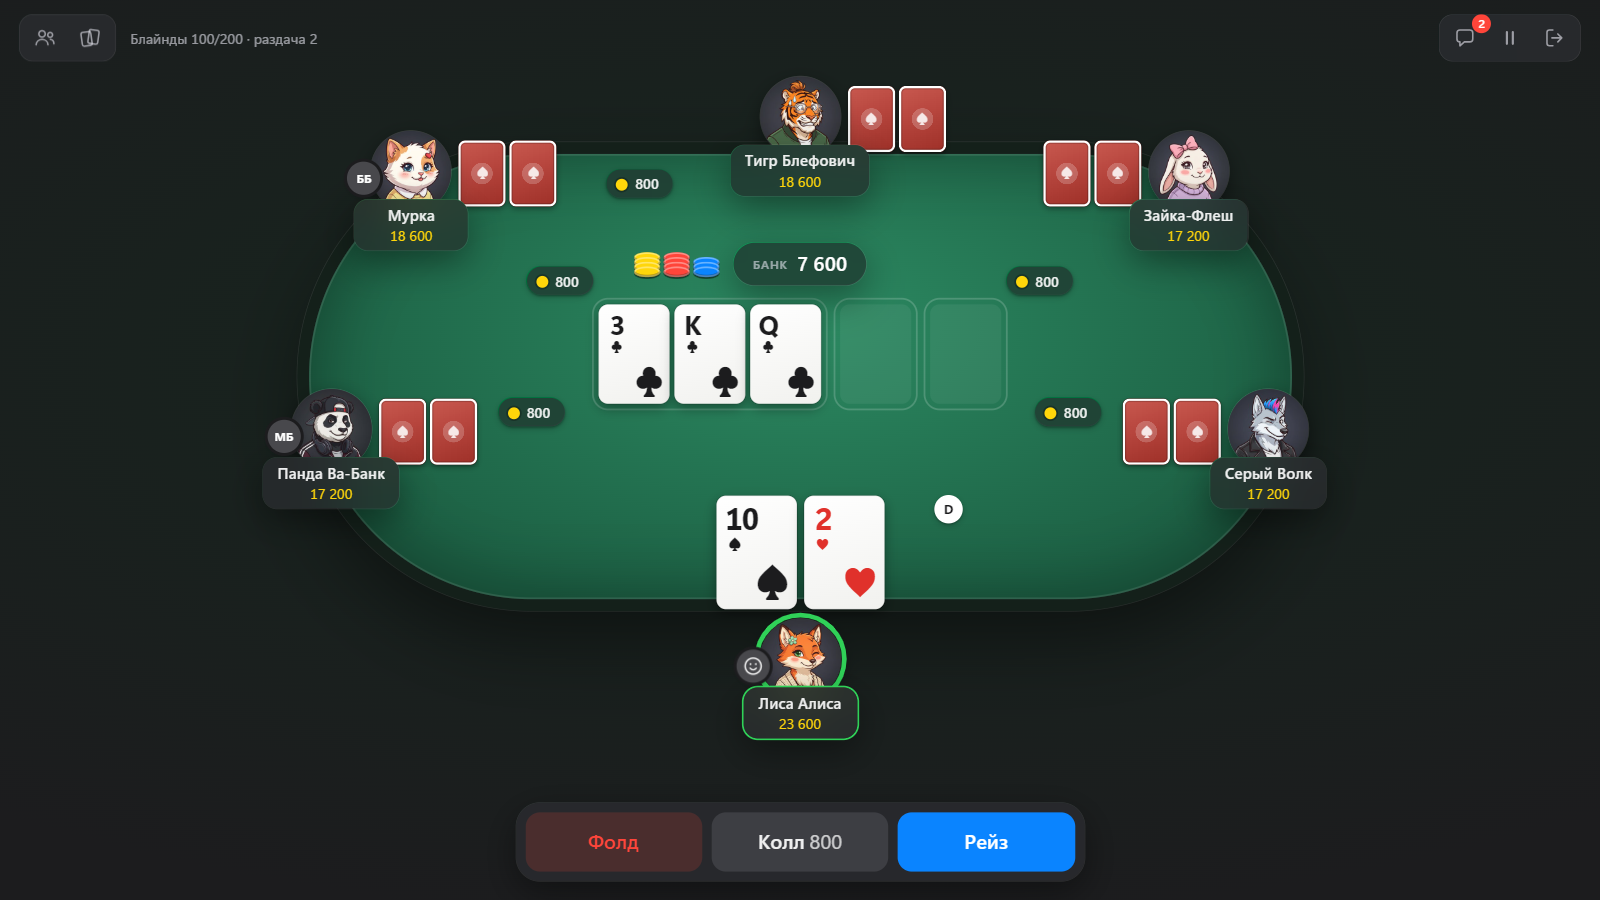 Блайнды 100/200 · раздача 2
2
Тигр Блефович
18 600
ББ
Мурка
18 600
800
Зайка-Флеш
17 200
БАНК 7 600
800
800
3
K
Q
МБ
Панда Ва-Банк
17 200
800
800
Серый Волк
17 200
10
2
D
Лиса Алиса
23 600
Фолд
Колл 800
Рейз